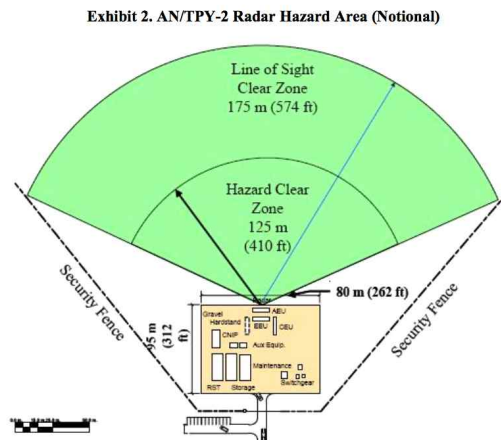 Exhibit 2. AN/TPY-2 Radar Hazard Area (Notional)
Line of Sight
Clear Zone
175 m (574 ft)
Hazard Clear
Zone
125 m
(410 ft)
80 m (262 ft)
Security Fence
Security Fence
95 m
(312
ft)
AEU
Gravel
Hardstand
EEU
CEU
CNIP
Aux Equip.
Maintenance
Switchgear
RST
Storage